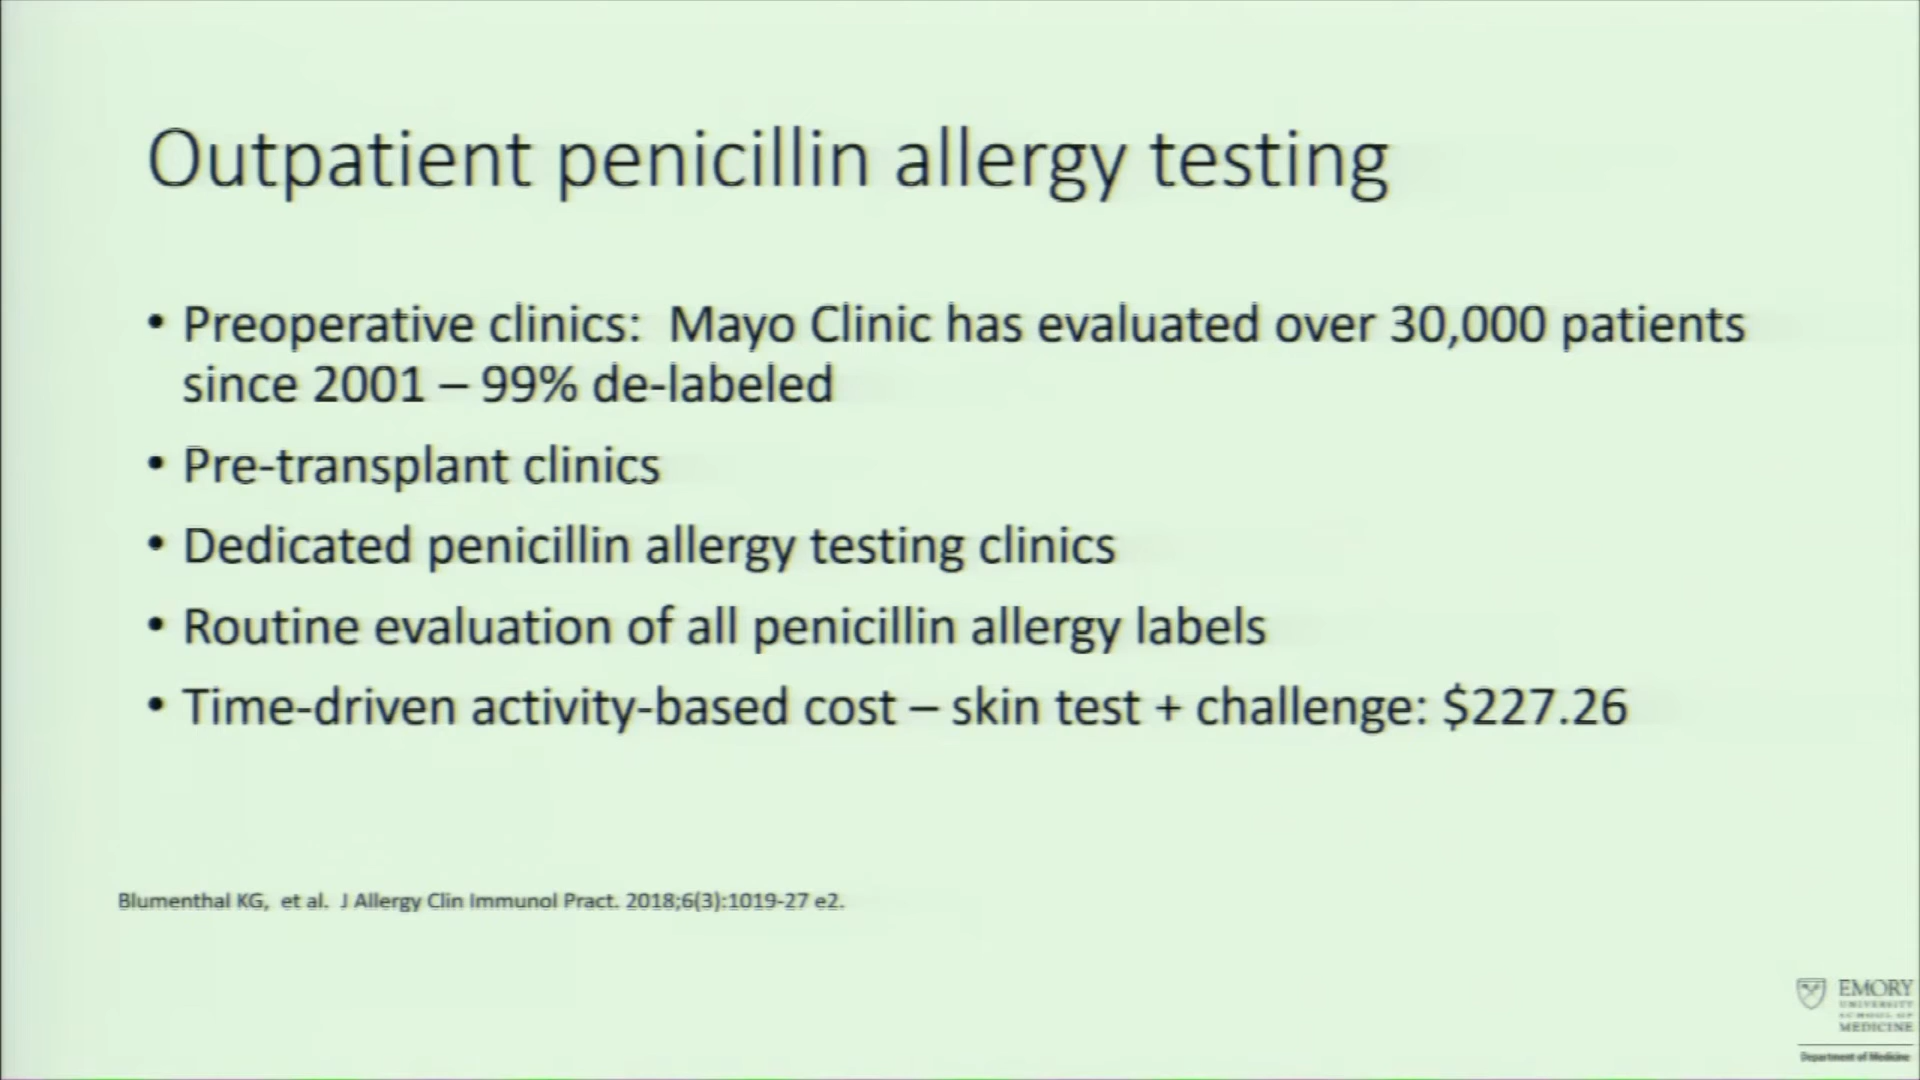 Outpatient penicillin allergy testing
• Preoperative clinics: Mayo Clinic has evaluated over 30,000 patients
since 2001 – 99% de-labeled
• Pre-transplant clinics
• Dedicated penicillin allergy testing clinics
• Routine evaluation of all penicillin allergy labels
• Time-driven activity-based cost – skin test + challenge: $227.26
Blumenthal KG, et al. J Allergy Clin Immunol Pract. 2018;6(3):1019-27 e2.
EMORY
UNIVERSITY
SCHOOL OF
MEDICINE
Department of Medicine